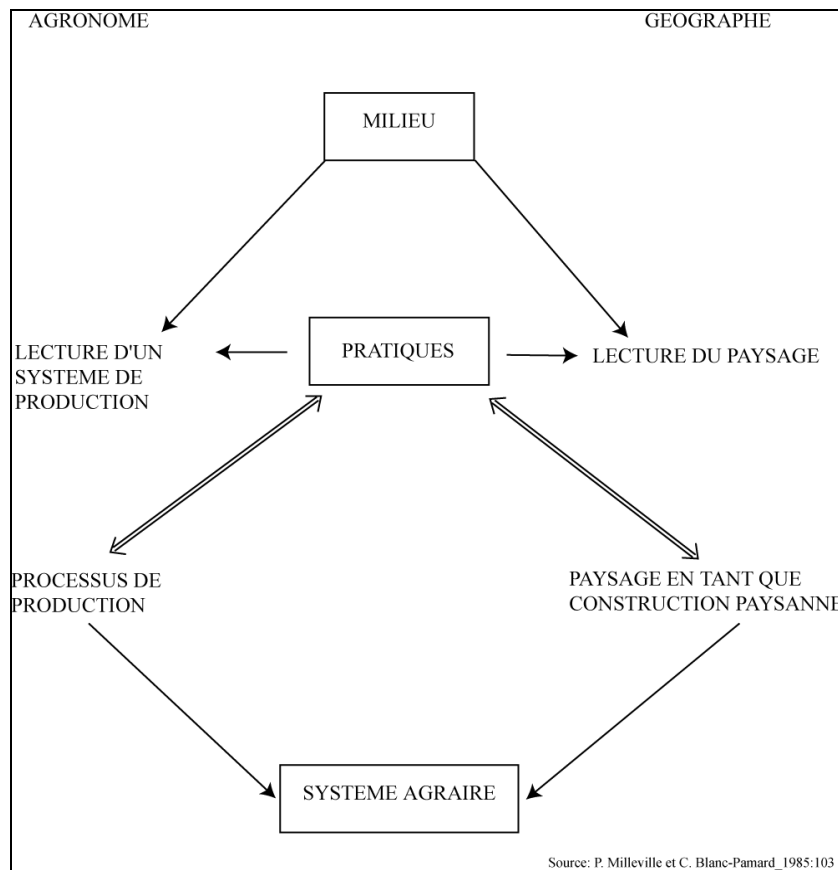 AGRONOME
GEOGRAPHE
MILIEU
LECTURE D'UN
SYSTEME DE
PRODUCTION
PRATIQUES
LECTURE DU PAYSAGE
PROCESSUS DE
PRODUCTION
PAYSAGE EN TANT QUE
CONSTRUCTION PAYSANNE
SYSTEME AGRAIRE
Source: P. Milleville et C. Blanc-Pamard_1985:103